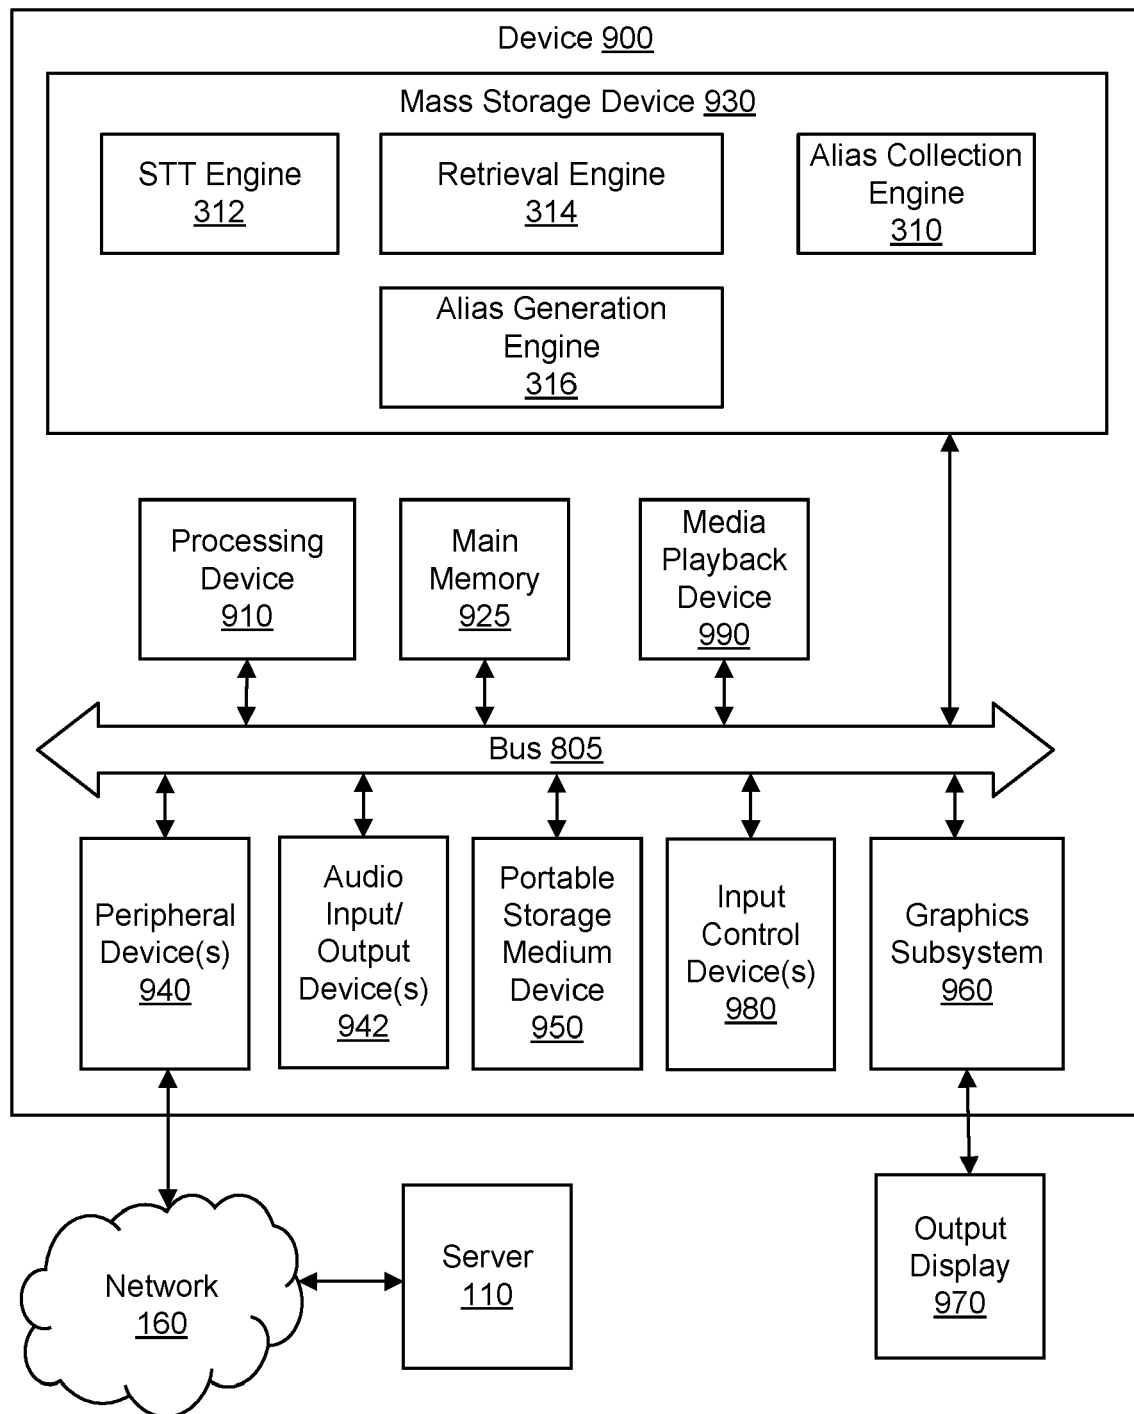 Device 900
Mass Storage Device 930
STT Engine
312
Retrieval Engine
314
Alias Collection
Engine
310
Alias Generation
Engine
316
Processing
Device
910
Main
Memory
925
Media
Playback
Device
990
Bus 805
Peripheral
Device(s)
940
Audio
Input/
Output
Device(s)
942
Portable
Storage
Medium
Device
950
Input
Control
Device(s)
980
Graphics
Subsystem
960
Network
160
Server
110
Output
Display
970